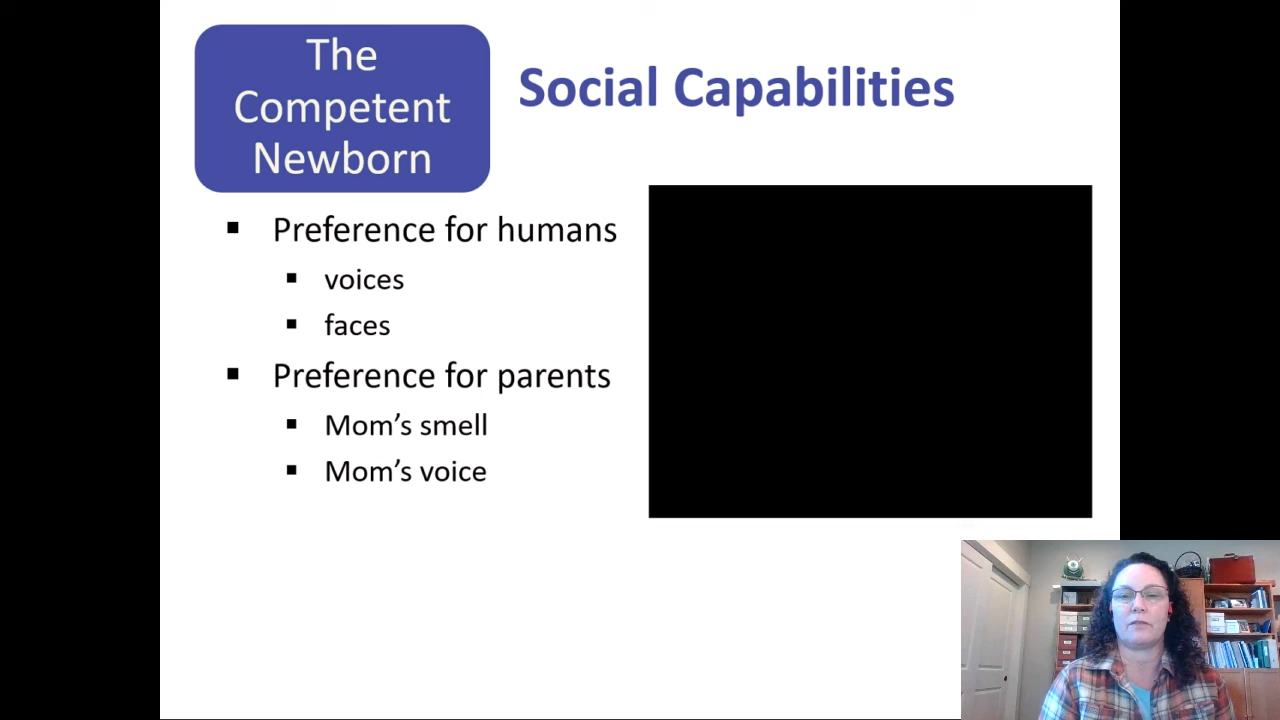 The
Competent
Newborn
Social Capabilities
▪ Preference for humans
▪ voices
▪ faces
▪ Preference for parents
▪ Mom’s smell
▪ Mom’s voice